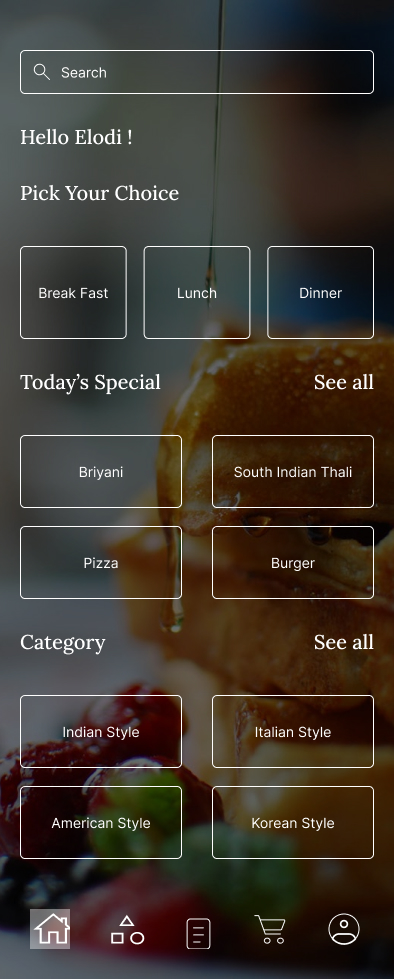 Search
Hello Elodi !
Pick Your Choice
Break Fast
Lunch
Dinner
Today's Special
See all
Briyani
South Indian Thali
Pizza
Burger
Category
See all
Indian Style
Italian Style
American Style
Korean Style